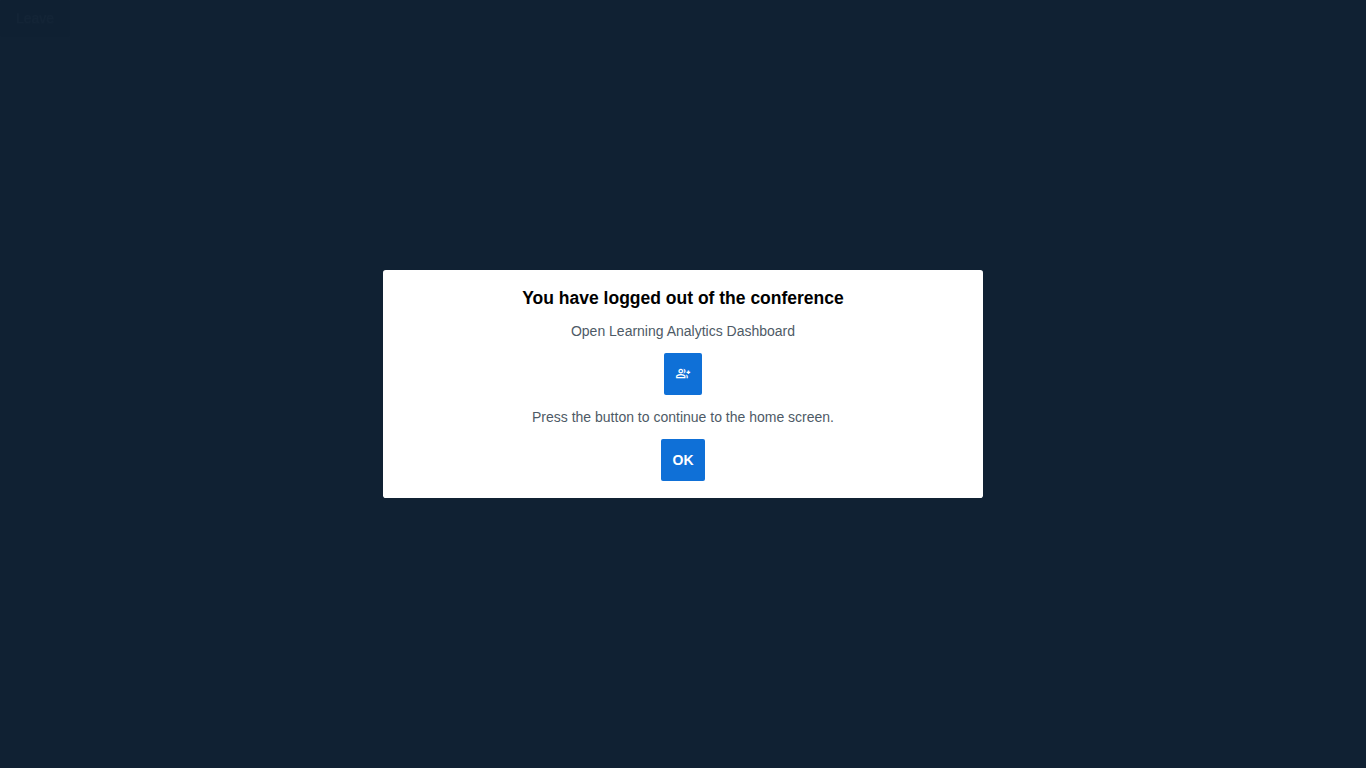 You have logged out of the conference
Open Learning Analytics Dashboard
Press the button to continue to the home screen.
OK